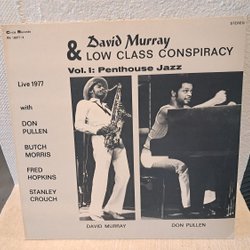 STEREO
David Murray
& LOW CLASS CONSPIRACY
Vol. I: Penthouse Jazz
Live 1977
with
DON
PULLEN
BUTCH
MORRIS
FRED
HOPKINS
STANLEY
CROUCH
DAVID MURRAY
DON PULLEN